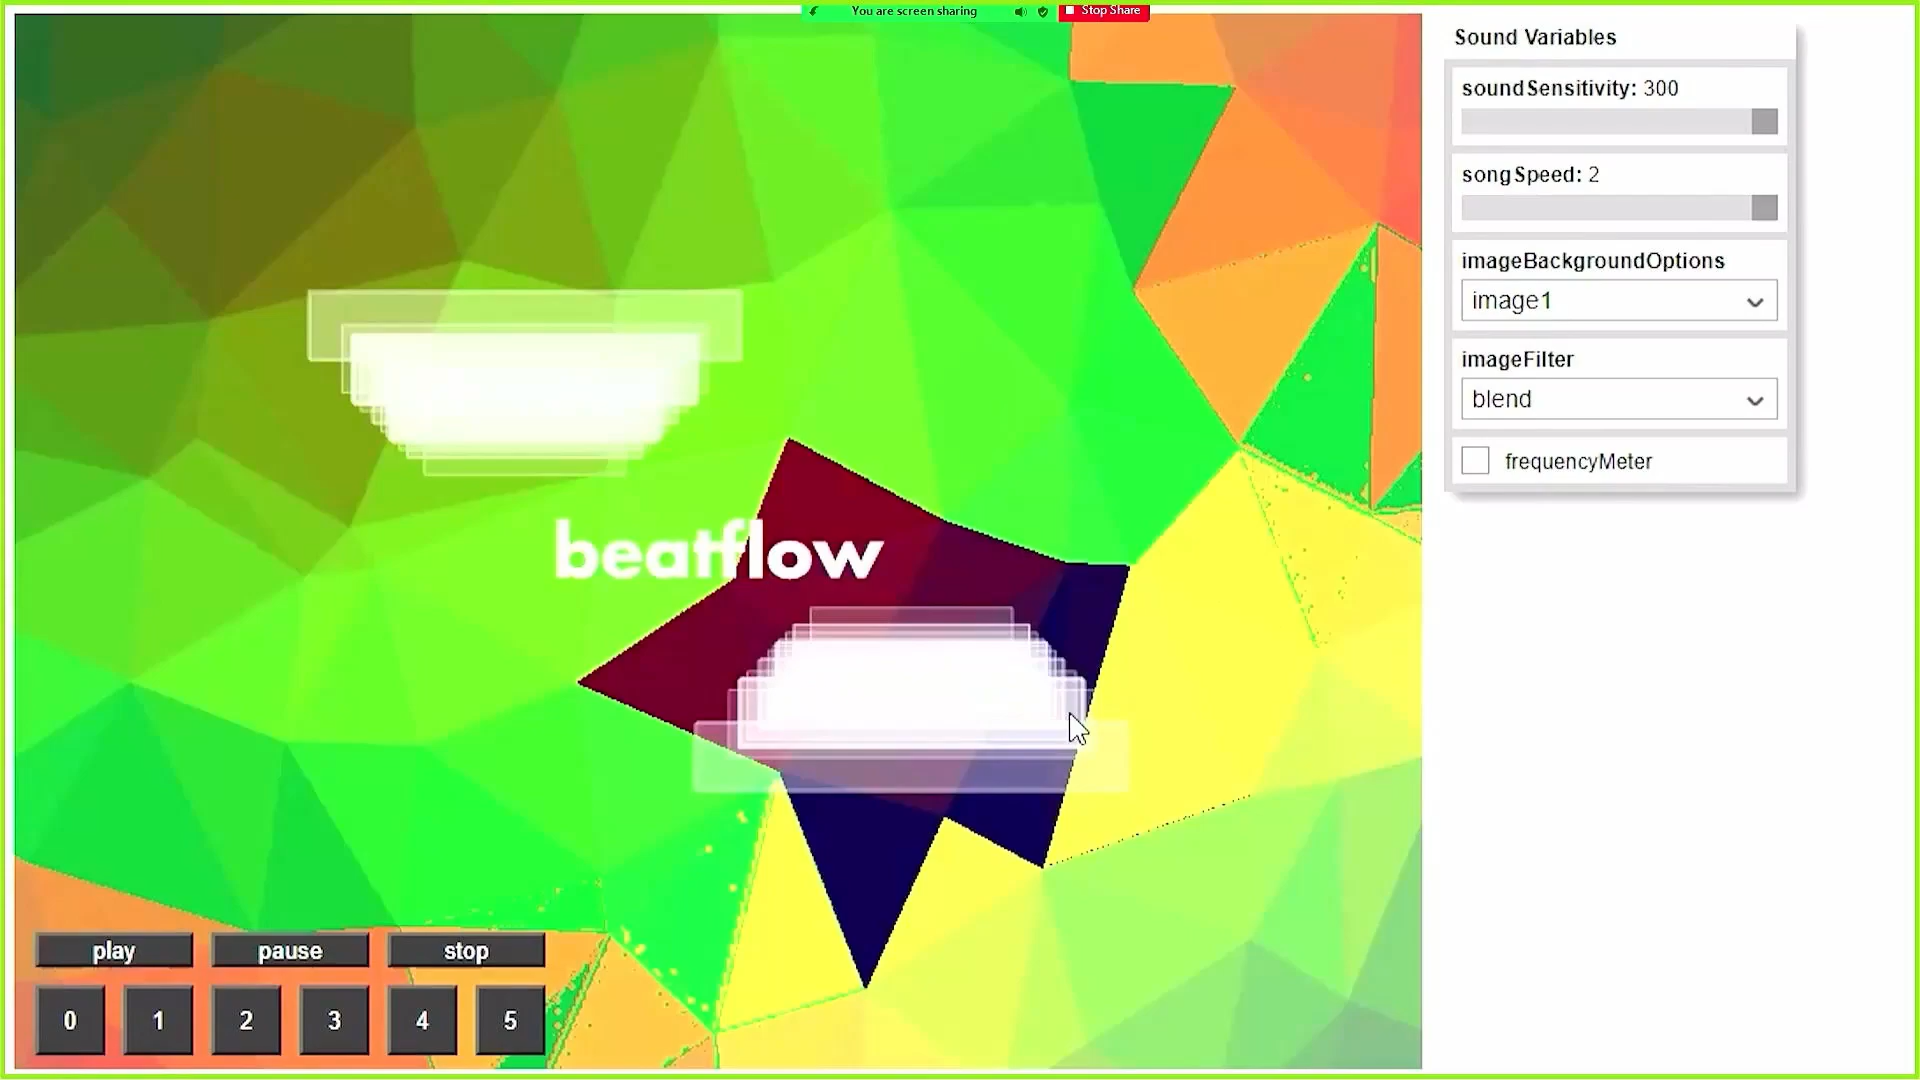 You are screen sharing
Stop Share
Sound Variables
soundSensitivity: 300
songSpeed: 2
imageBackgroundOptions
image1
imageFilter
blend
frequencyMeter
beatflow
play pause stop
0 1 2 3 4 5